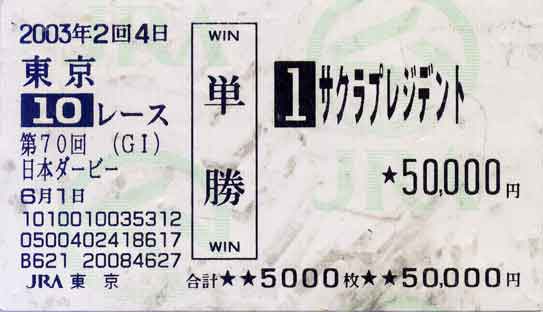 2003年2回4日
東京
10レース
第70回 (GI)
日本ダービー
6月1日
1010010035312
0500402418617
B621 20084627
JRA 東京
WIN
単勝
WIN
1 サクラプレジデント
★50,000円
合計★★5000枚★★50,000円
JRA
JRA